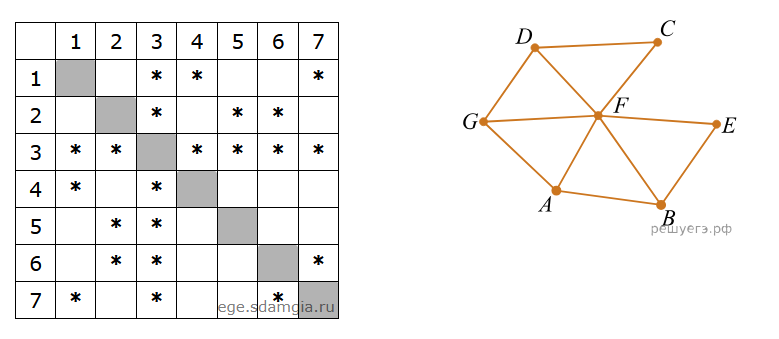 1 2 3 4 5 6 7
1 * * *
2 * * *
3 * * * * * *
4 * *
5 * *
6 * * *
7 * * *
ege.sdamgia.ru
D
C
F
G
E
A
B
решуегэ.рф